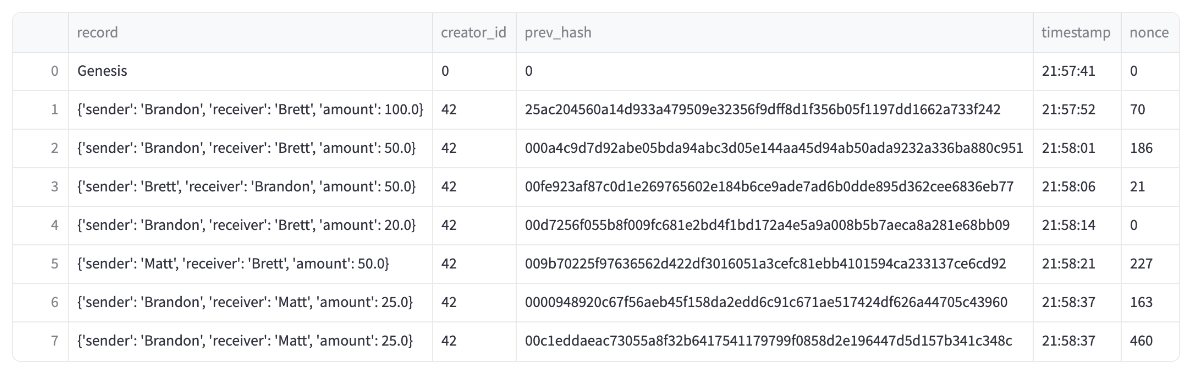 record creator_id prev_hash timestamp nonce
0 Genesis 0 0 21:57:41 0
1 {'sender': 'Brandon', 'receiver': 'Brett', 'amount': 100.0} 42 25ac204560a14d933a479509e32356f9dff8d1f356b05f1197dd1662a733f242 21:57:52 70
2 {'sender': 'Brandon', 'receiver': 'Brett', 'amount': 50.0} 42 000a4c9d7d92abe05bda94abc3d05e144aa45d94ab50ada9232a336ba880c951 21:58:01 186
3 {'sender': 'Brett', 'receiver': 'Brandon', 'amount': 50.0} 42 00fe923af87c0d1e269765602e184b6ce9ade7ad6b0dde895d362cee6836eb77 21:58:06 21
4 {'sender': 'Brandon', 'receiver': 'Brett', 'amount': 20.0} 42 00d7256f055b8f009fc681e2bd4f1bd172a4e5a9a008b5b7aeca8a281e68bb09 21:58:14 0
5 {'sender': 'Matt', 'receiver': 'Brett', 'amount': 50.0} 42 009b70225f97636562d422df3016051a3cefc81ebb4101594ca233137ce6cd92 21:58:21 227
6 {'sender': 'Brandon', 'receiver': 'Matt', 'amount': 25.0} 42 0000948920c67f56aeb45f158da2edd6c91c671ae517424df626a44705c43960 21:58:37 163
7 {'sender': 'Brandon', 'receiver': 'Matt', 'amount': 25.0} 42 00c1eddaeac73055a8f32b6417541179799f0858d2e196447d5d157b341c348c 21:58:37 460